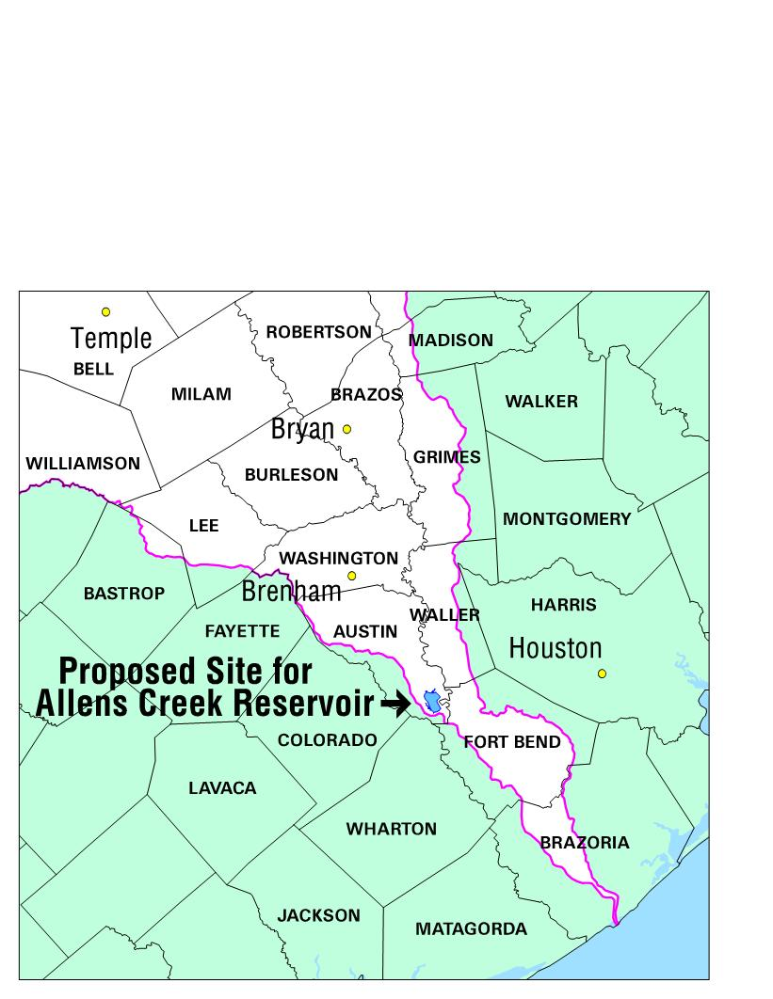 ROBERTSON
Temple
MADISON
BELL
MILAM
BRAZOS
WALKER
Bryan
GRIMES
WILLIAMSON
BURLESON
MONTGOMERY
LEE
WASHINGTON
Brenham
BASTROP
HARRIS
WALLER
FAYETTE
AUSTIN
Houston
Proposed Site for
Allens Creek Reservoir
COLORADO
FORT BEND
LAVACA
WHARTON
BRAZORIA
JACKSON
MATAGORDA